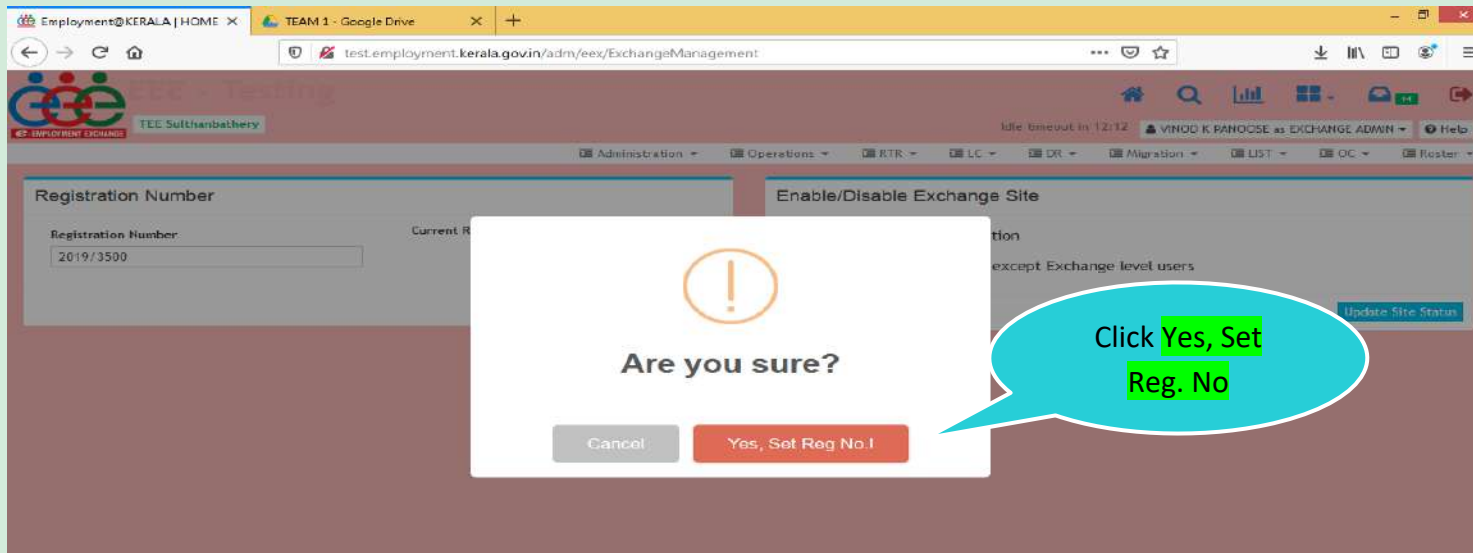 Employment@KERALA | HOME
TEAM 1 - Google Drive
test.employment.kerala.gov.in/adm/eex/ExchangeManagement
EEE - Testing
e-EMPLOYMENT EXCHANGE
TEE Sulthanbathery
Idle timeout in 12:12 VINOD K PANOOSE as EXCHANGE ADMIN Help
Administration Operations RTR LC DR Migration LIST OC Roster
Registration Number
Enable/Disable Exchange Site
Registration Number
Current R
tion
2019/3500
except Exchange level users
Update Site Status
Are you sure?
Cancel
Yes, Set Reg No.!
Click Yes, Set
Reg. No